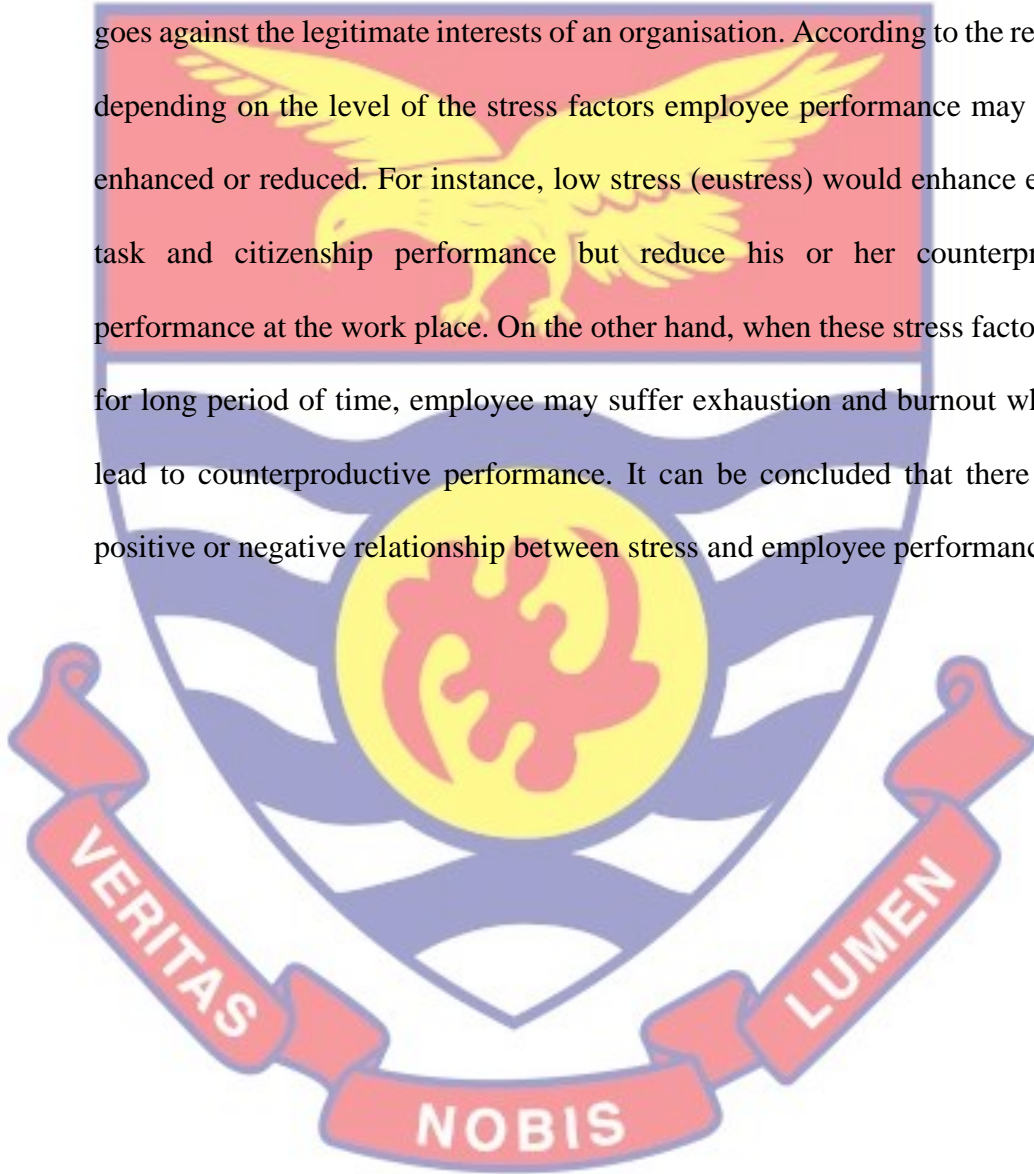 goes against the legitimate interests of an organisation. According to the re
depending on the level of the stress factors employee performance may
enhanced or reduced. For instance, low stress (eustress) would enhance e
task and citizenship performance but reduce his or her counterpr
performance at the work place. On the other hand, when these stress facto
for long period of time, employee may suffer exhaustion and burnout wh
lead to counterproductive performance. It can be concluded that there
positive or negative relationship between stress and employee performanc
VERITAS
NOBIS
LUMEN